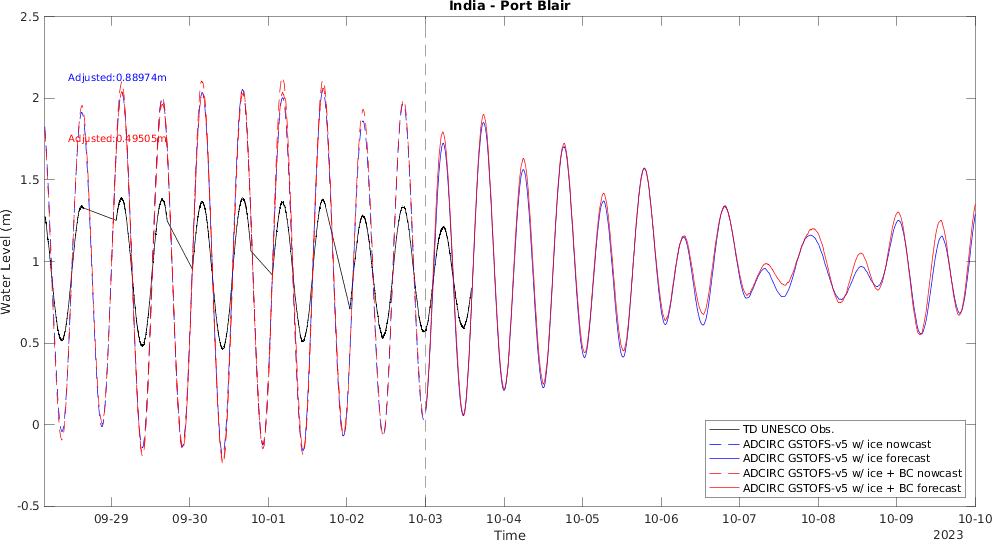 India - Port Blair
2.5
2
1.5
1
0.5
0
-0.5
Water Level (m)
Adjusted:0.88974m
Adjusted:0.49505m
TD UNESCO Obs.
ADCIRC GSTOFS-v5 w/ ice nowcast
ADCIRC GSTOFS-v5 w/ ice forecast
ADCIRC GSTOFS-v5 w/ ice + BC nowcast
ADCIRC GSTOFS-v5 w/ ice + BC forecast
09-29 09-30 10-01 10-02 10-03 10-04 10-05 10-06 10-07 10-08 10-09 10-10
Time
2023